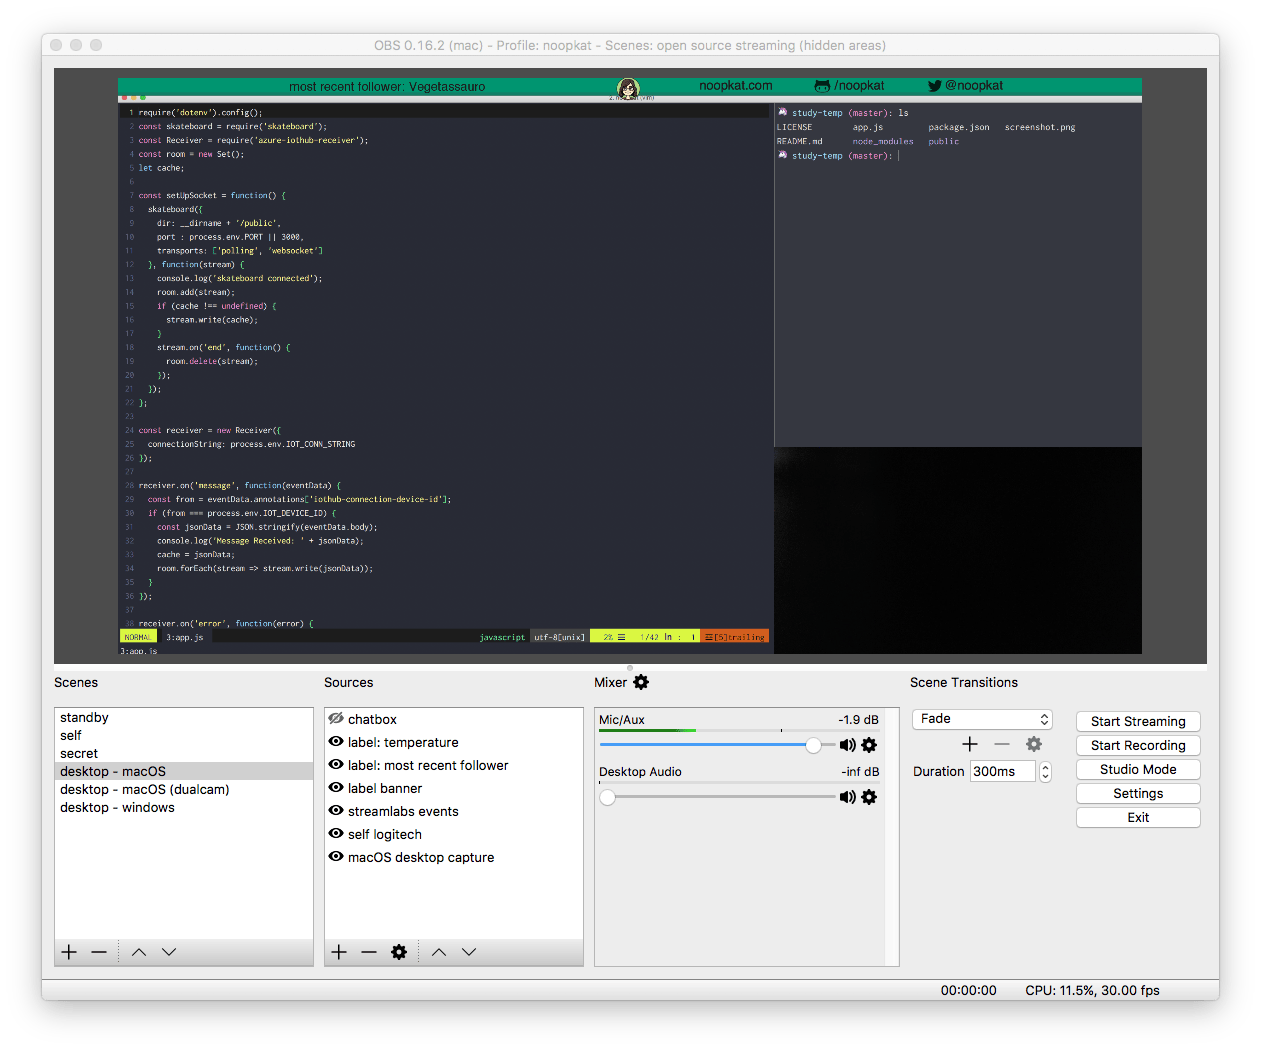 OBS 0.16.2 (mac) - Profile: noopkat - Scenes: open source streaming (hidden areas)
most recent follower: Vegetassauro noopkat.com /noopkat @noopkat
1 require('dotenv').config();
2 const skateboard = require('skateboard');
3 const Receiver = require('azure-iothub-receiver');
4 const room = new Set();
5 let cache;
6
7 const setUpSocket = function() {
8 skateboard({
9 dir: __dirname + '/public',
10 port : process.env.PORT || 3000,
11 transports: ['polling', 'websocket']
12 }, function(stream) {
13 console.log('skateboard connected');
14 room.add(stream);
15 if (cache !== undefined) {
16 stream.write(cache);
17 }
18 stream.on('end', function() {
19 room.delete(stream);
20 });
21 });
22 };
23
24 const receiver = new Receiver({
25 connectionString: process.env.IOT_CONN_STRING
26 });
27
28 receiver.on('message', function(eventData) {
29 const from = eventData.annotations['iothub-connection-device-id'];
30 if (from === process.env.IOT_DEVICE_ID) {
31 const jsonData = JSON.stringify(eventData.body);
32 console.log('Message Received: ' + jsonData);
33 cache = jsonData;
34 room.forEach(stream => stream.write(jsonData));
35 }
36 });
37
38 receiver.on('error', function(error) {
NORMAL 3:app.js javascript utf-8[unix] 2% ☰ 1/42 ln : 1 ☲[5]trailing
3:app.js
study-temp (master): ls
LICENSE app.js package.json screenshot.png
README.md node_modules public
study-temp (master):
Scenes
standby
self
secret
desktop - macOS
desktop - macOS (dualcam)
desktop - windows
Sources
chatbox
label: temperature
label: most recent follower
label banner
streamlabs events
self logitech
macOS desktop capture
Mixer
Mic/Aux -1.9 dB
Desktop Audio -inf dB
Scene Transitions
Fade
Duration 300ms
Start Streaming
Start Recording
Studio Mode
Settings
Exit
00:00:00 CPU: 11.5%, 30.00 fps